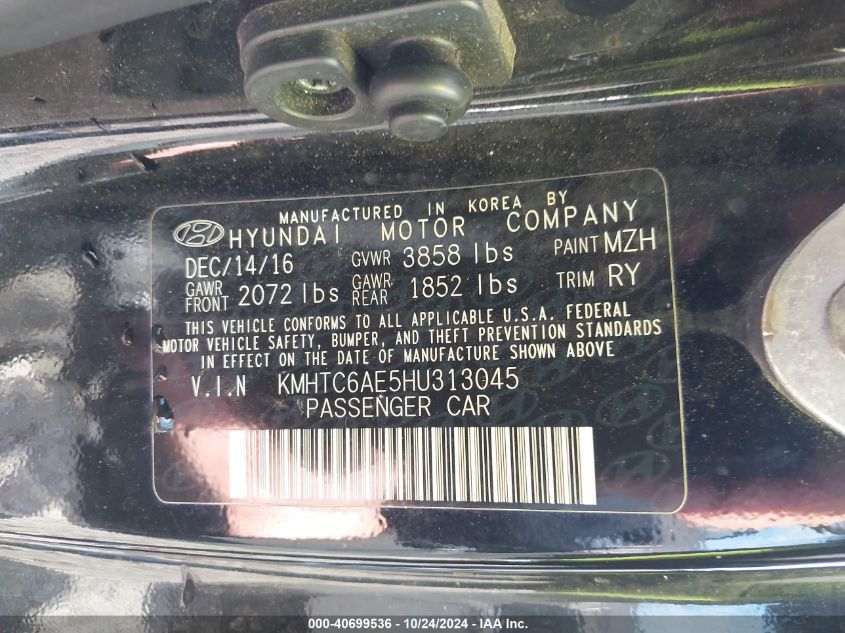 MANUFACTURED IN KOREA BY
HYUNDAI MOTOR COMPANY
DEC/14/16 GVWR 3858 lbs PAINT MZH
GAWR FRONT 2072 lbs GAWR REAR 1852 lbs TRIM RY
THIS VEHICLE CONFORMS TO ALL APPLICABLE U.S.A. FEDERAL
MOTOR VEHICLE SAFETY, BUMPER, AND THEFT PREVENTION STANDARDS
IN EFFECT ON THE DATE OF MANUFACTURE SHOWN ABOVE
V.I.N KMHTC6AE5HU313045
PASSENGER CAR
000-40699536 - 10/24/2024 - IAA Inc.